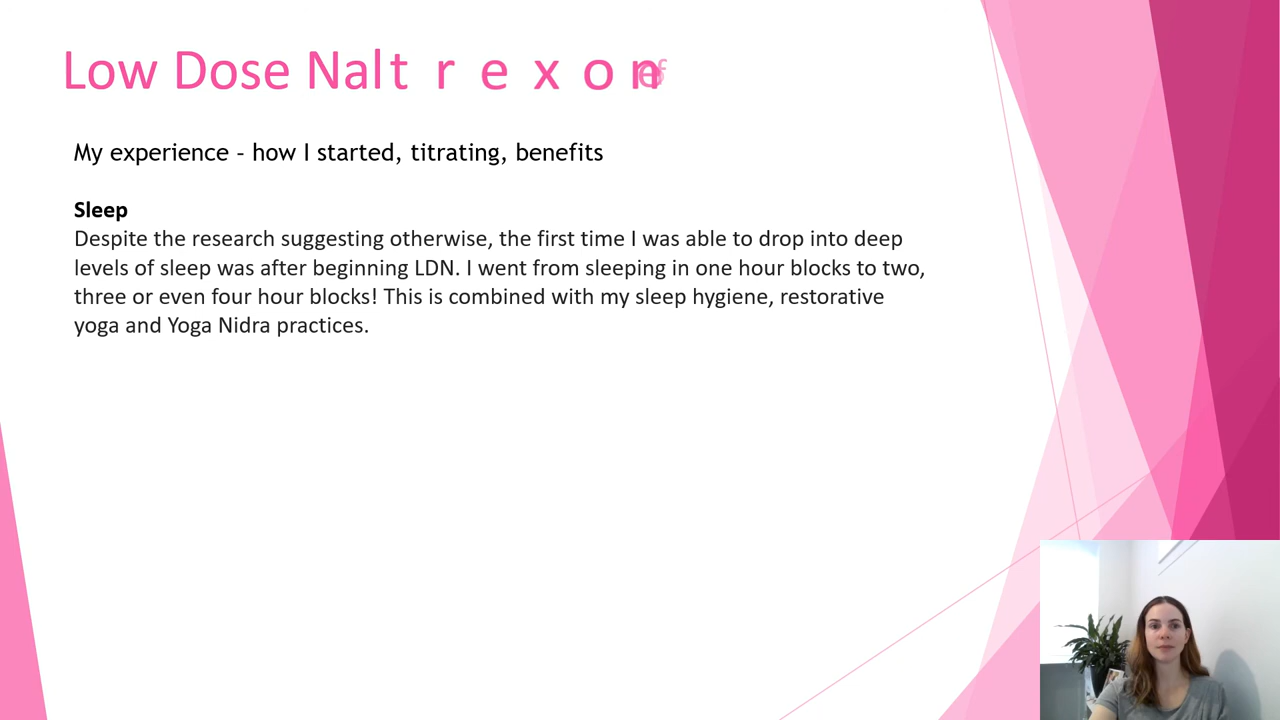 Low Dose Naltrexon
My experience - how I started, titrating, benefits
Sleep
Despite the research suggesting otherwise, the first time I was able to drop into deep
levels of sleep was after beginning LDN. I went from sleeping in one hour blocks to two,
three or even four hour blocks! This is combined with my sleep hygiene, restorative
yoga and Yoga Nidra practices.